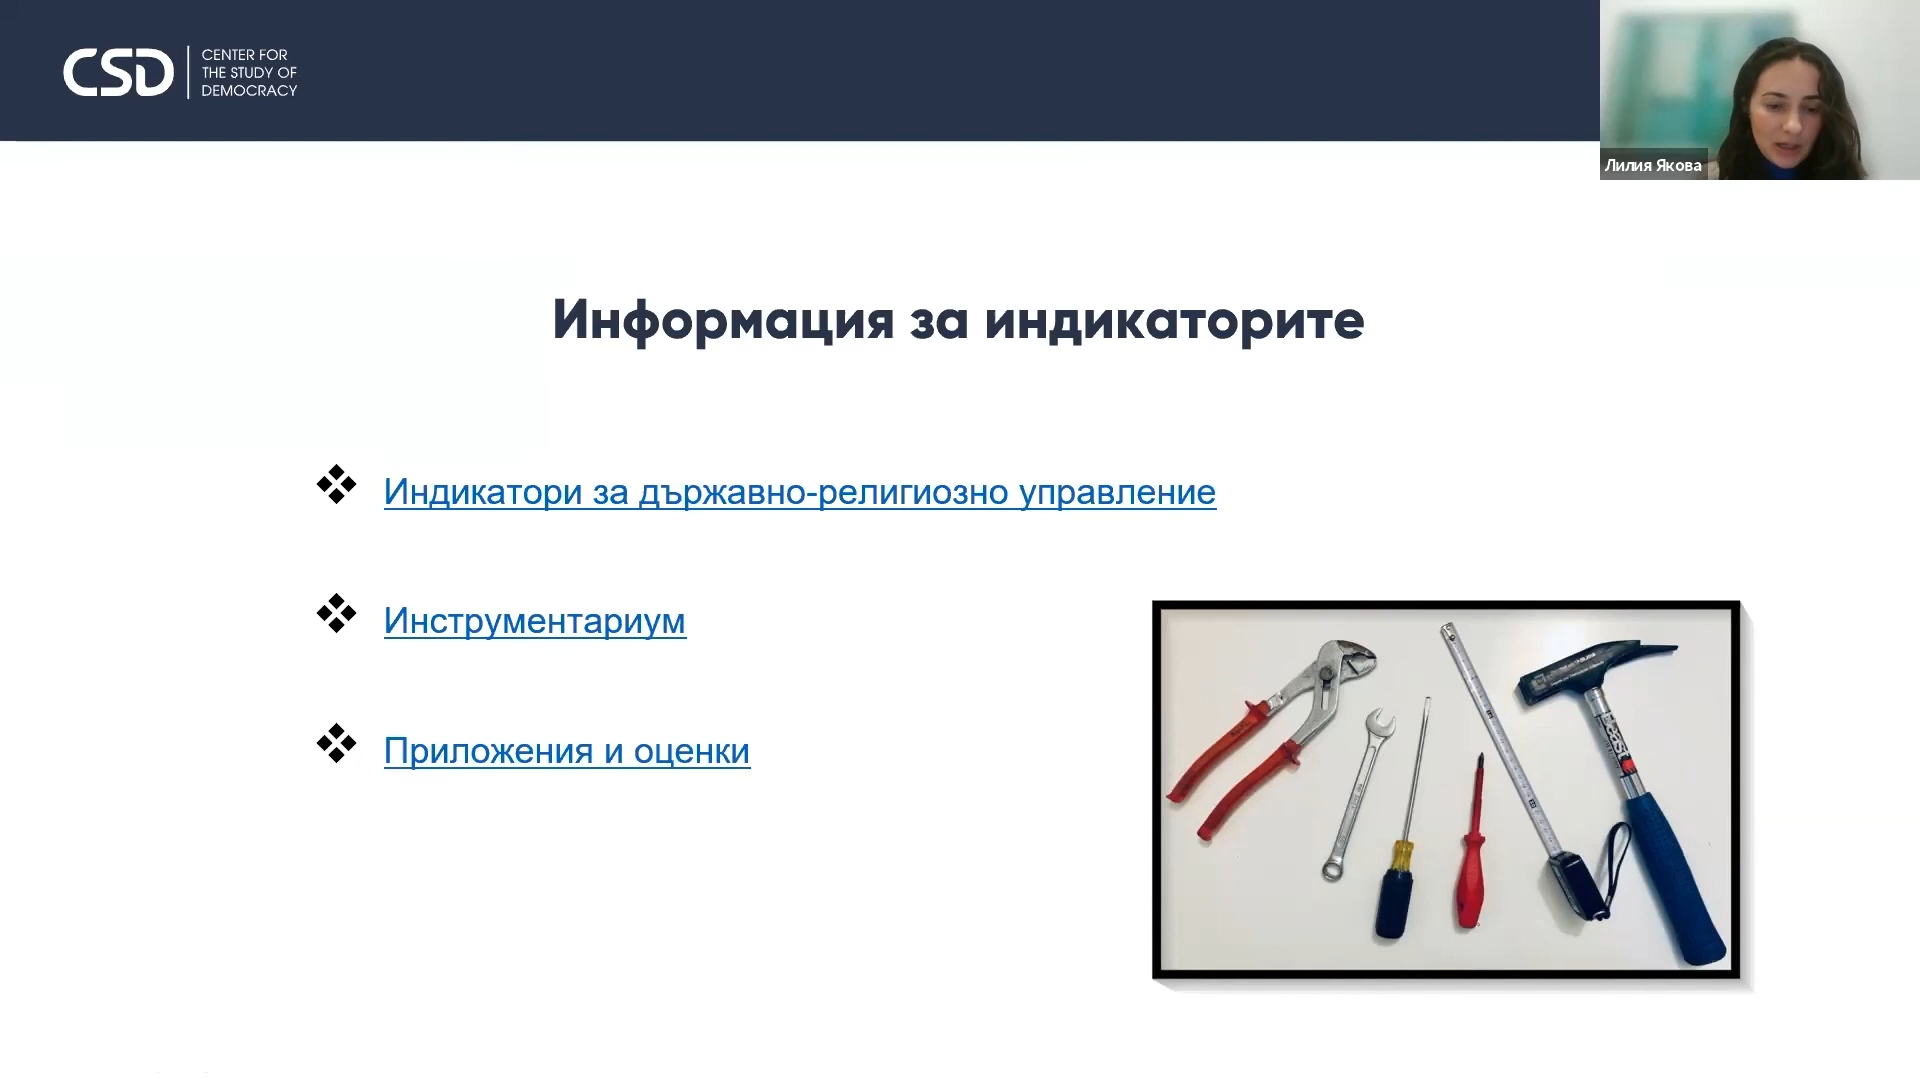 CSD
CENTER FOR
THE STUDY OF
DEMOCRACY
Лилия Якова
Информация за индикаторите
Индикатори за държавно-религиозно управление
Инструментариум
Приложения и оценки